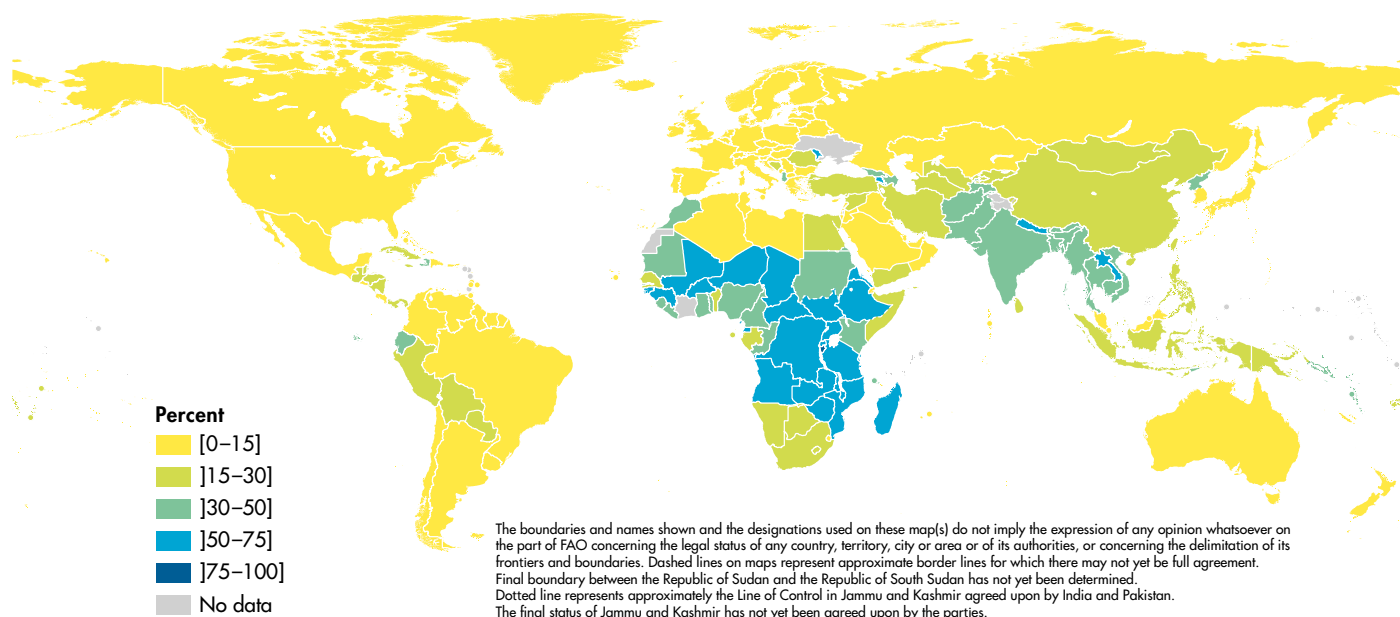 Percent
[0–15]
]15–30]
]30–50]
]50–75]
]75–100]
No data
The boundaries and names shown and the designations used on these map(s) do not imply the expression of any opinion whatsoever on
the part of FAO concerning the legal status of any country, territory, city or area or of its authorities, or concerning the delimitation of its
frontiers and boundaries. Dashed lines on maps represent approximate border lines for which there may not yet be full agreement.
Final boundary between the Republic of Sudan and the Republic of South Sudan has not yet been determined.
Dotted line represents approximately the Line of Control in Jammu and Kashmir agreed upon by India and Pakistan.
The final status of Jammu and Kashmir has not yet been agreed upon by the parties.